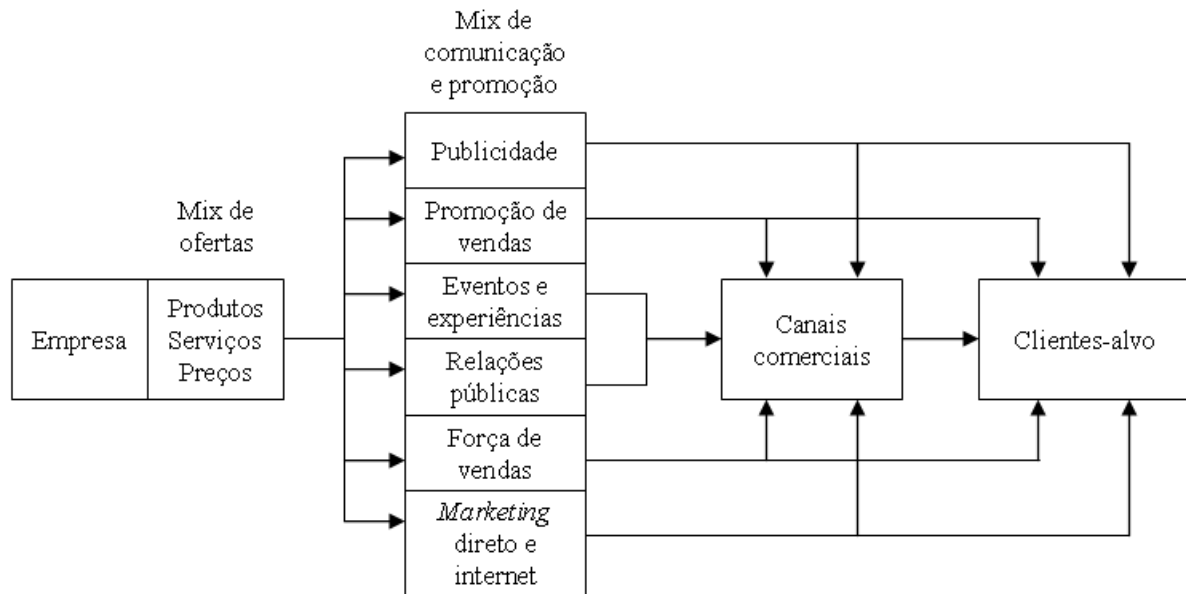 Mix de
comunicação
e promoção
Mix de
ofertas
Empresa
Produtos
Serviços
Preços
Publicidade
Promoção de
vendas
Eventos e
experiências
Relações
públicas
Força de
vendas
Marketing
direto e
internet
Canais
comerciais
Clientes-alvo